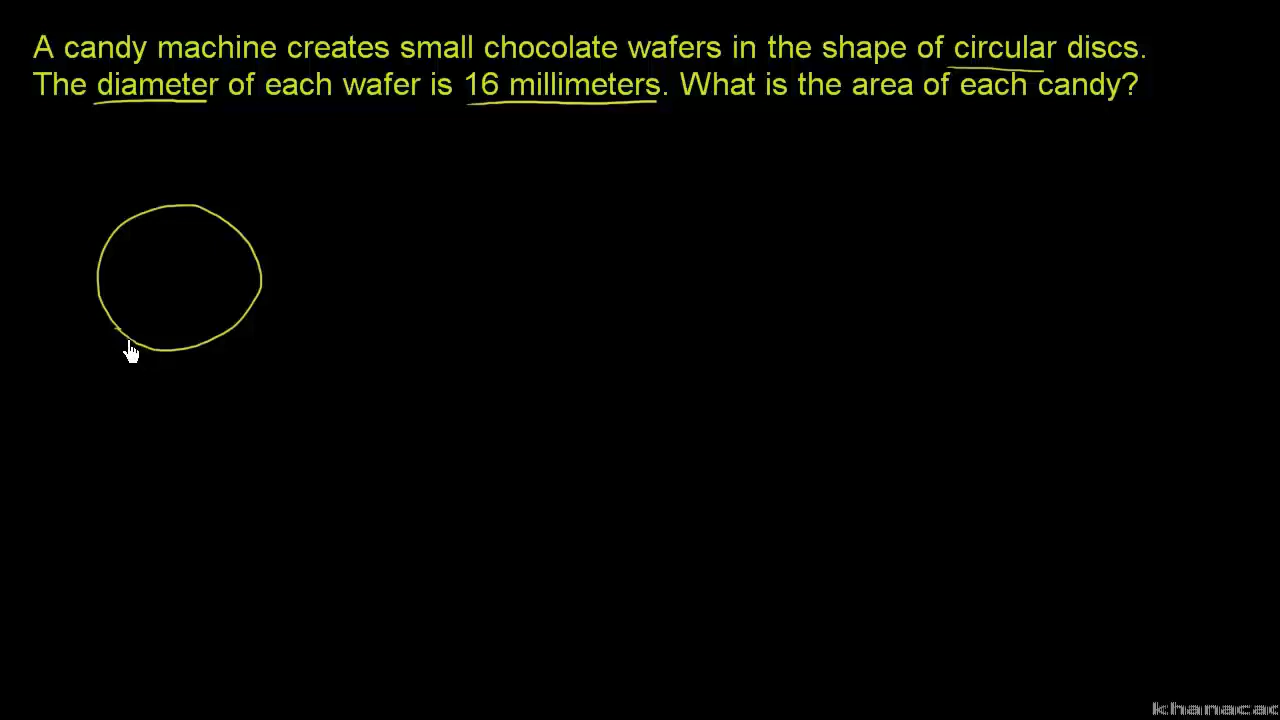 A candy machine creates small chocolate wafers in the shape of circular discs.
The diameter of each wafer is 16 millimeters. What is the area of each candy?
khanacac